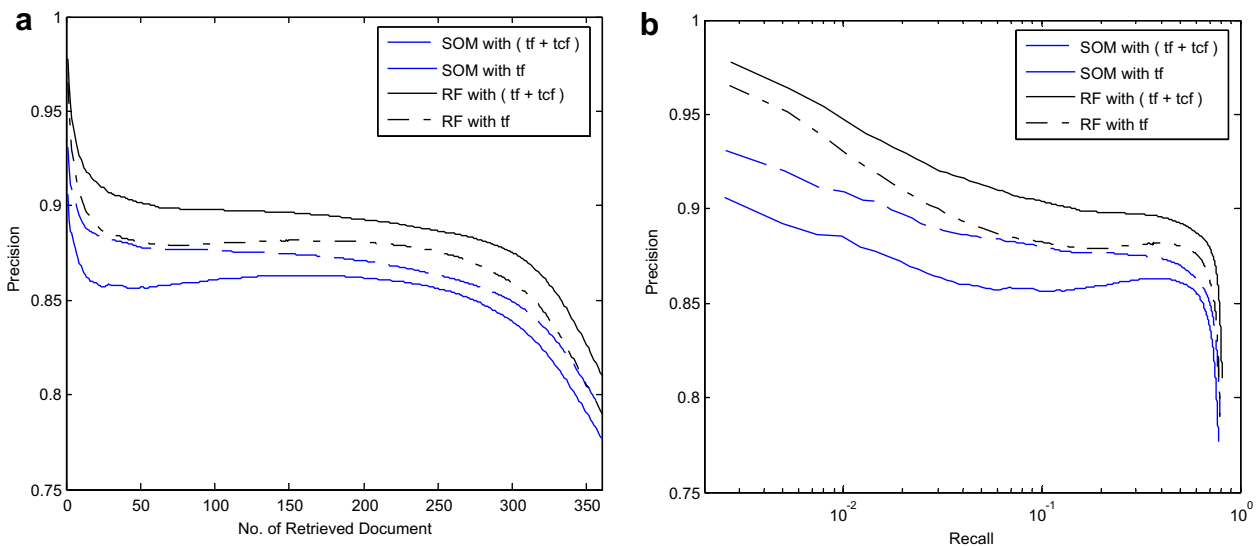 a
1
0.95
0.9
0.85
0.8
0.75
Precision
0
50
100
150
200
250
300
350
No. of Retrieved Document
SOM with ( tf + tcf )
SOM with tf
RF with ( tf + tcf )
RF with tf
b
1
0.95
0.9
0.85
0.8
0.75
Precision
10^-2
10^-1
10^0
Recall
SOM with ( tf + tcf )
SOM with tf
RF with ( tf + tcf )
RF with tf